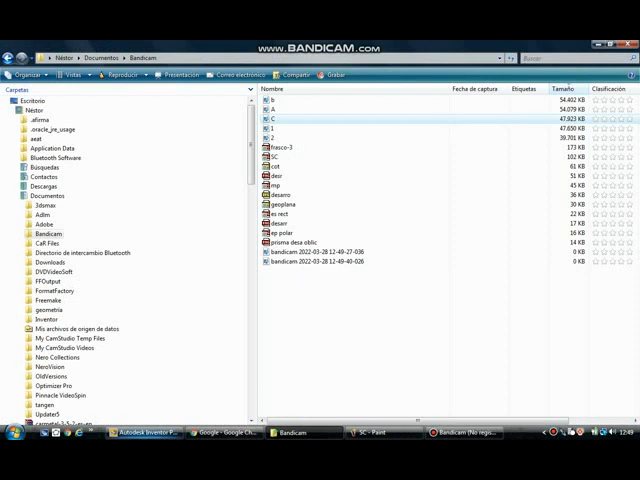 www.BANDICAM.com
Néstor ▸ Documentos ▸ Bandicam
Buscar
Organizar Vistas Reproducir Presentación Correo electrónico Compartir Grabar
Carpetas
Nombre Fecha de captura Etiquetas Tamaño Clasificación
Escritorio
Néstor
.afirma
.oracle_jre_usage
aeat
Application Data
Bluetooth Software
Búsquedas
Contactos
Descargas
Documentos
3dsmax
Adlm
Adobe
Bandicam
CaR Files
Directorio de intercambio Bluetooth
Downloads
DVDVideoSoft
FFOutput
FormatFactory
Freemake
geometria
Inventor
Mis archivos de origen de datos
My CamStudio Temp Files
My CamStudio Videos
Nero Collections
NeroVision
OldVersions
Optimizer Pro
Pinnacle VideoSpin
tangen
Updater5
carmetal-3.5.2-es-en
b 54.402 KB
A 54.079 KB
C 47.923 KB
1 47.650 KB
2 39.701 KB
frasco-3 173 KB
SC 102 KB
cot 61 KB
desr 51 KB
mp 45 KB
desarro 36 KB
geoplana 30 KB
es rect 22 KB
desarr 17 KB
ep polar 16 KB
prisma desa oblic 14 KB
bandicam 2022-03-28 12-49-27-036 0 KB
bandicam 2022-03-28 12-49-40-026 0 KB
Autodesk Inventor P... Google - Google Ch... Bandicam SC - Paint Bandicam (No regis... 12:49